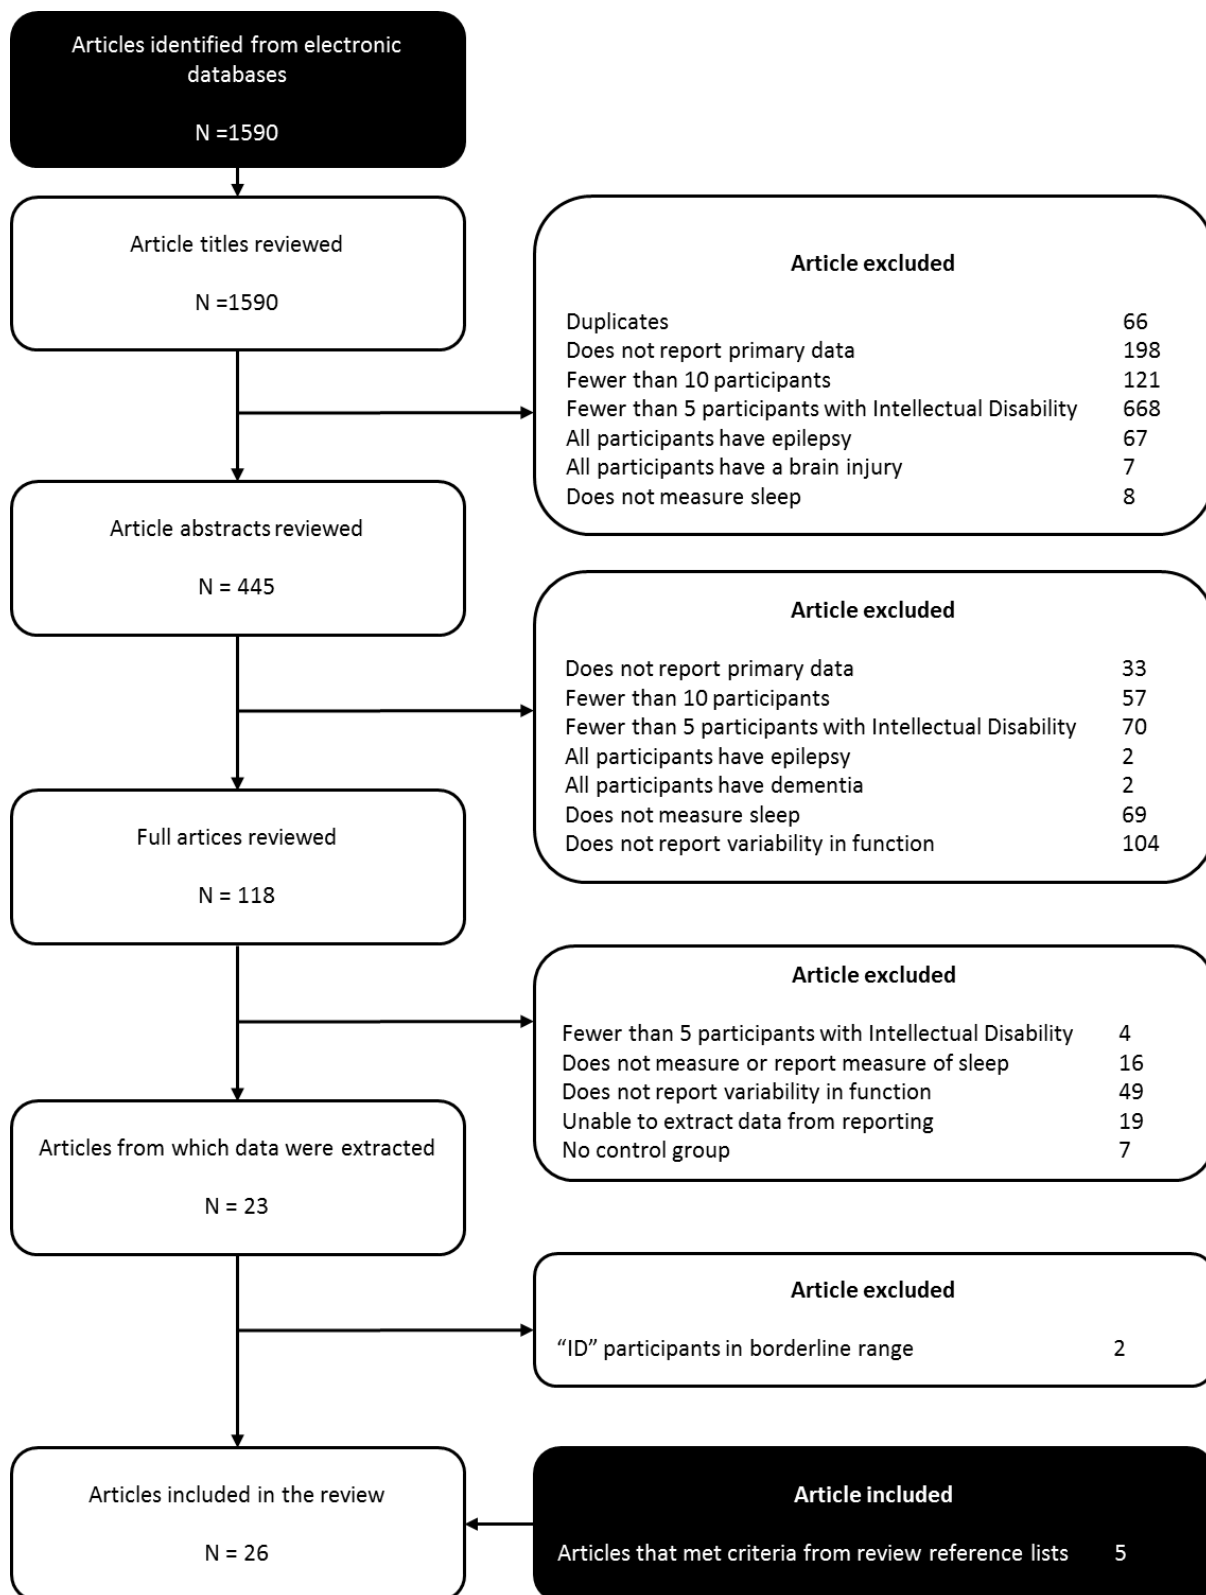 Articles identified from electronic
databases
N =1590
Article titles reviewed
N =1590
Article excluded
Duplicates 66
Does not report primary data 198
Fewer than 10 participants 121
Fewer than 5 participants with Intellectual Disability 668
All participants have epilepsy 67
All participants have a brain injury 7
Does not measure sleep 8
Article abstracts reviewed
N = 445
Article excluded
Does not report primary data 33
Fewer than 10 participants 57
Fewer than 5 participants with Intellectual Disability 70
All participants have epilepsy 2
All participants have dementia 2
Does not measure sleep 69
Does not report variability in function 104
Full artices reviewed
N = 118
Article excluded
Fewer than 5 participants with Intellectual Disability 4
Does not measure or report measure of sleep 16
Does not report variability in function 49
Unable to extract data from reporting 19
No control group 7
Articles from which data were extracted
N = 23
Article excluded
“ID” participants in borderline range 2
Articles included in the review
N = 26
Article included
Articles that met criteria from review reference lists 5